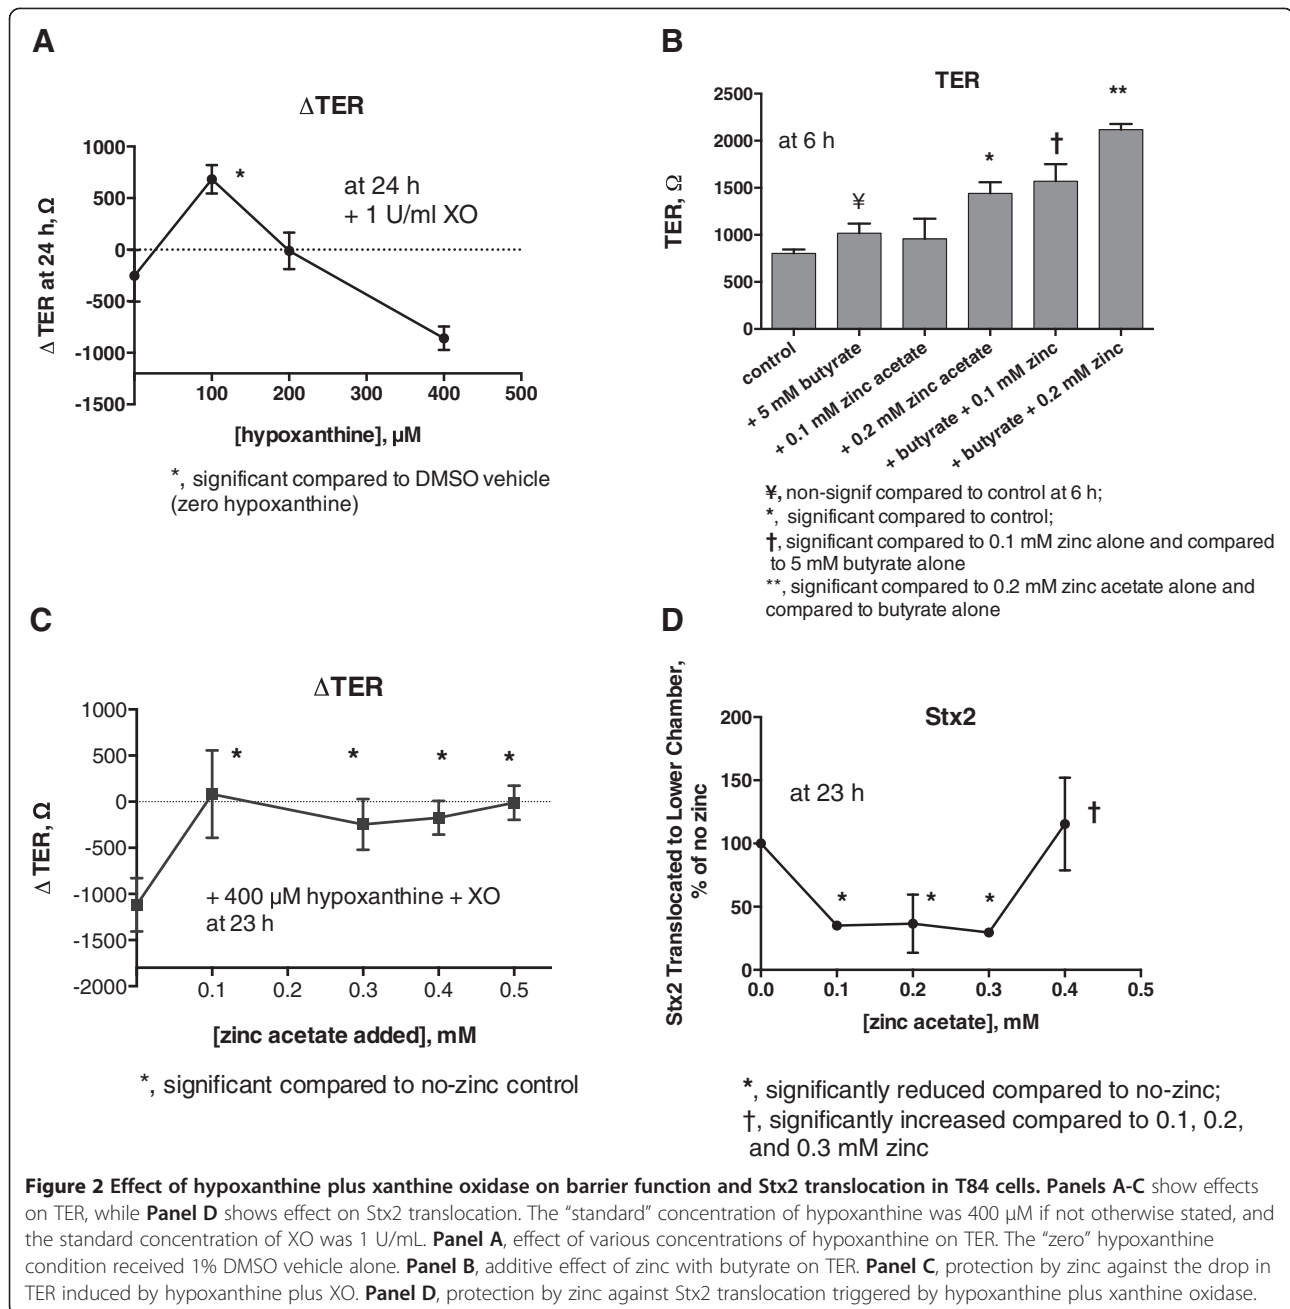 A
ΔTER
Δ TER at 24 h, Ω
1000
500
0
-500
-1000
-1500
at 24 h
+ 1 U/ml XO
*
100
200
300
400
500
[hypoxanthine], µM
*, significant compared to DMSO vehicle
(zero hypoxanthine)
B
TER
TER, Ω
2500
2000
1500
1000
500
0
at 6 h
¥
*
†
**
control
+ 5 mM butyrate
+ 0.1 mM zinc acetate
+ 0.2 mM zinc acetate
+ butyrate + 0.1 mM zinc
+ butyrate + 0.2 mM zinc
¥, non-signif compared to control at 6 h;
*, significant compared to control;
†, significant compared to 0.1 mM zinc alone and compared
to 5 mM butyrate alone
**, significant compared to 0.2 mM zinc acetate alone and
compared to butyrate alone
C
ΔTER
Δ TER, Ω
1000
500
0
-500
-1000
-1500
-2000
* * * *
+ 400 µM hypoxanthine + XO
at 23 h
0.1
0.2
0.3
0.4
0.5
[zinc acetate added], mM
*, significant compared to no-zinc control
D
Stx2
Stx2 Translocated to Lower Chamber,
% of no zinc
200
150
100
50
0
at 23 h
* * *
†
0.0
0.1
0.2
0.3
0.4
0.5
[zinc acetate], mM
*, significantly reduced compared to no-zinc;
†, significantly increased compared to 0.1, 0.2,
and 0.3 mM zinc
Figure 2 Effect of hypoxanthine plus xanthine oxidase on barrier function and Stx2 translocation in T84 cells. Panels A-C show effects
on TER, while Panel D shows effect on Stx2 translocation. The “standard” concentration of hypoxanthine was 400 µM if not otherwise stated, and
the standard concentration of XO was 1 U/mL. Panel A, effect of various concentrations of hypoxanthine on TER. The “zero” hypoxanthine
condition received 1% DMSO vehicle alone. Panel B, additive effect of zinc with butyrate on TER. Panel C, protection by zinc against the drop in
TER induced by hypoxanthine plus XO. Panel D, protection by zinc against Stx2 translocation triggered by hypoxanthine plus xanthine oxidase.